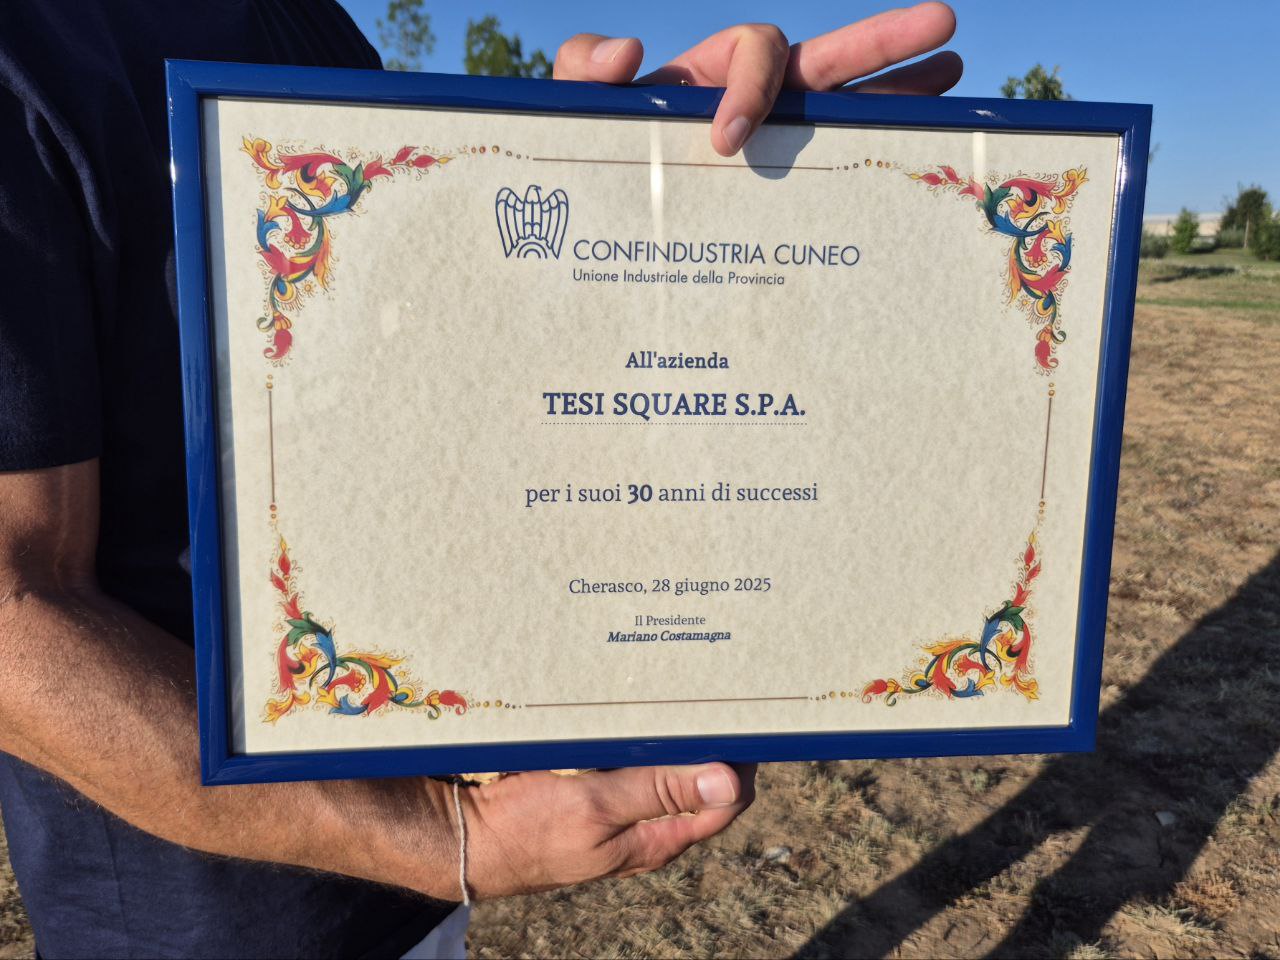 CONFINDUSTRIA CUNEO
Unione Industriale della Provincia
All'azienda
TESI SQUARE S.P.A.
per i suoi 30 anni di successi
Cherasco, 28 giugno 2025
Il Presidente
Mariano Costamagna